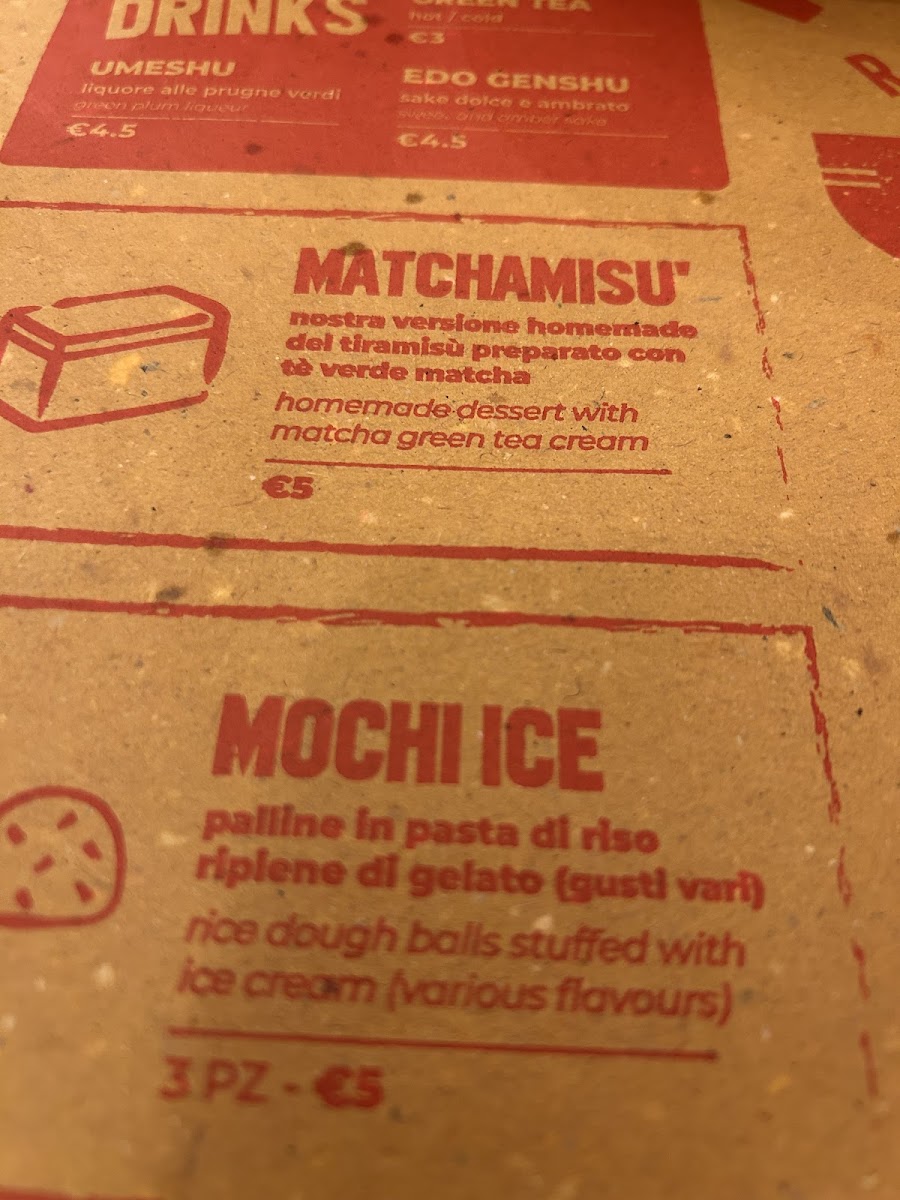 DRINKS
GREEN TEA
hot / cold
€3
UMESHU
liquore alle prugne verdi
green plum liqueur
€4.5
EDO GENSHU
sake dolce e ambrato
sweet and amber sake
€4.5
MATCHAMISU'
nostra versione homemade
del tiramisù preparato con
tè verde matcha
homemade dessert with
matcha green tea cream
€5
MOCHI ICE
palline in pasta di riso
ripiene di gelato (gusti vari)
rice dough balls stuffed with
ice cream (various flavours)
3 PZ - €5